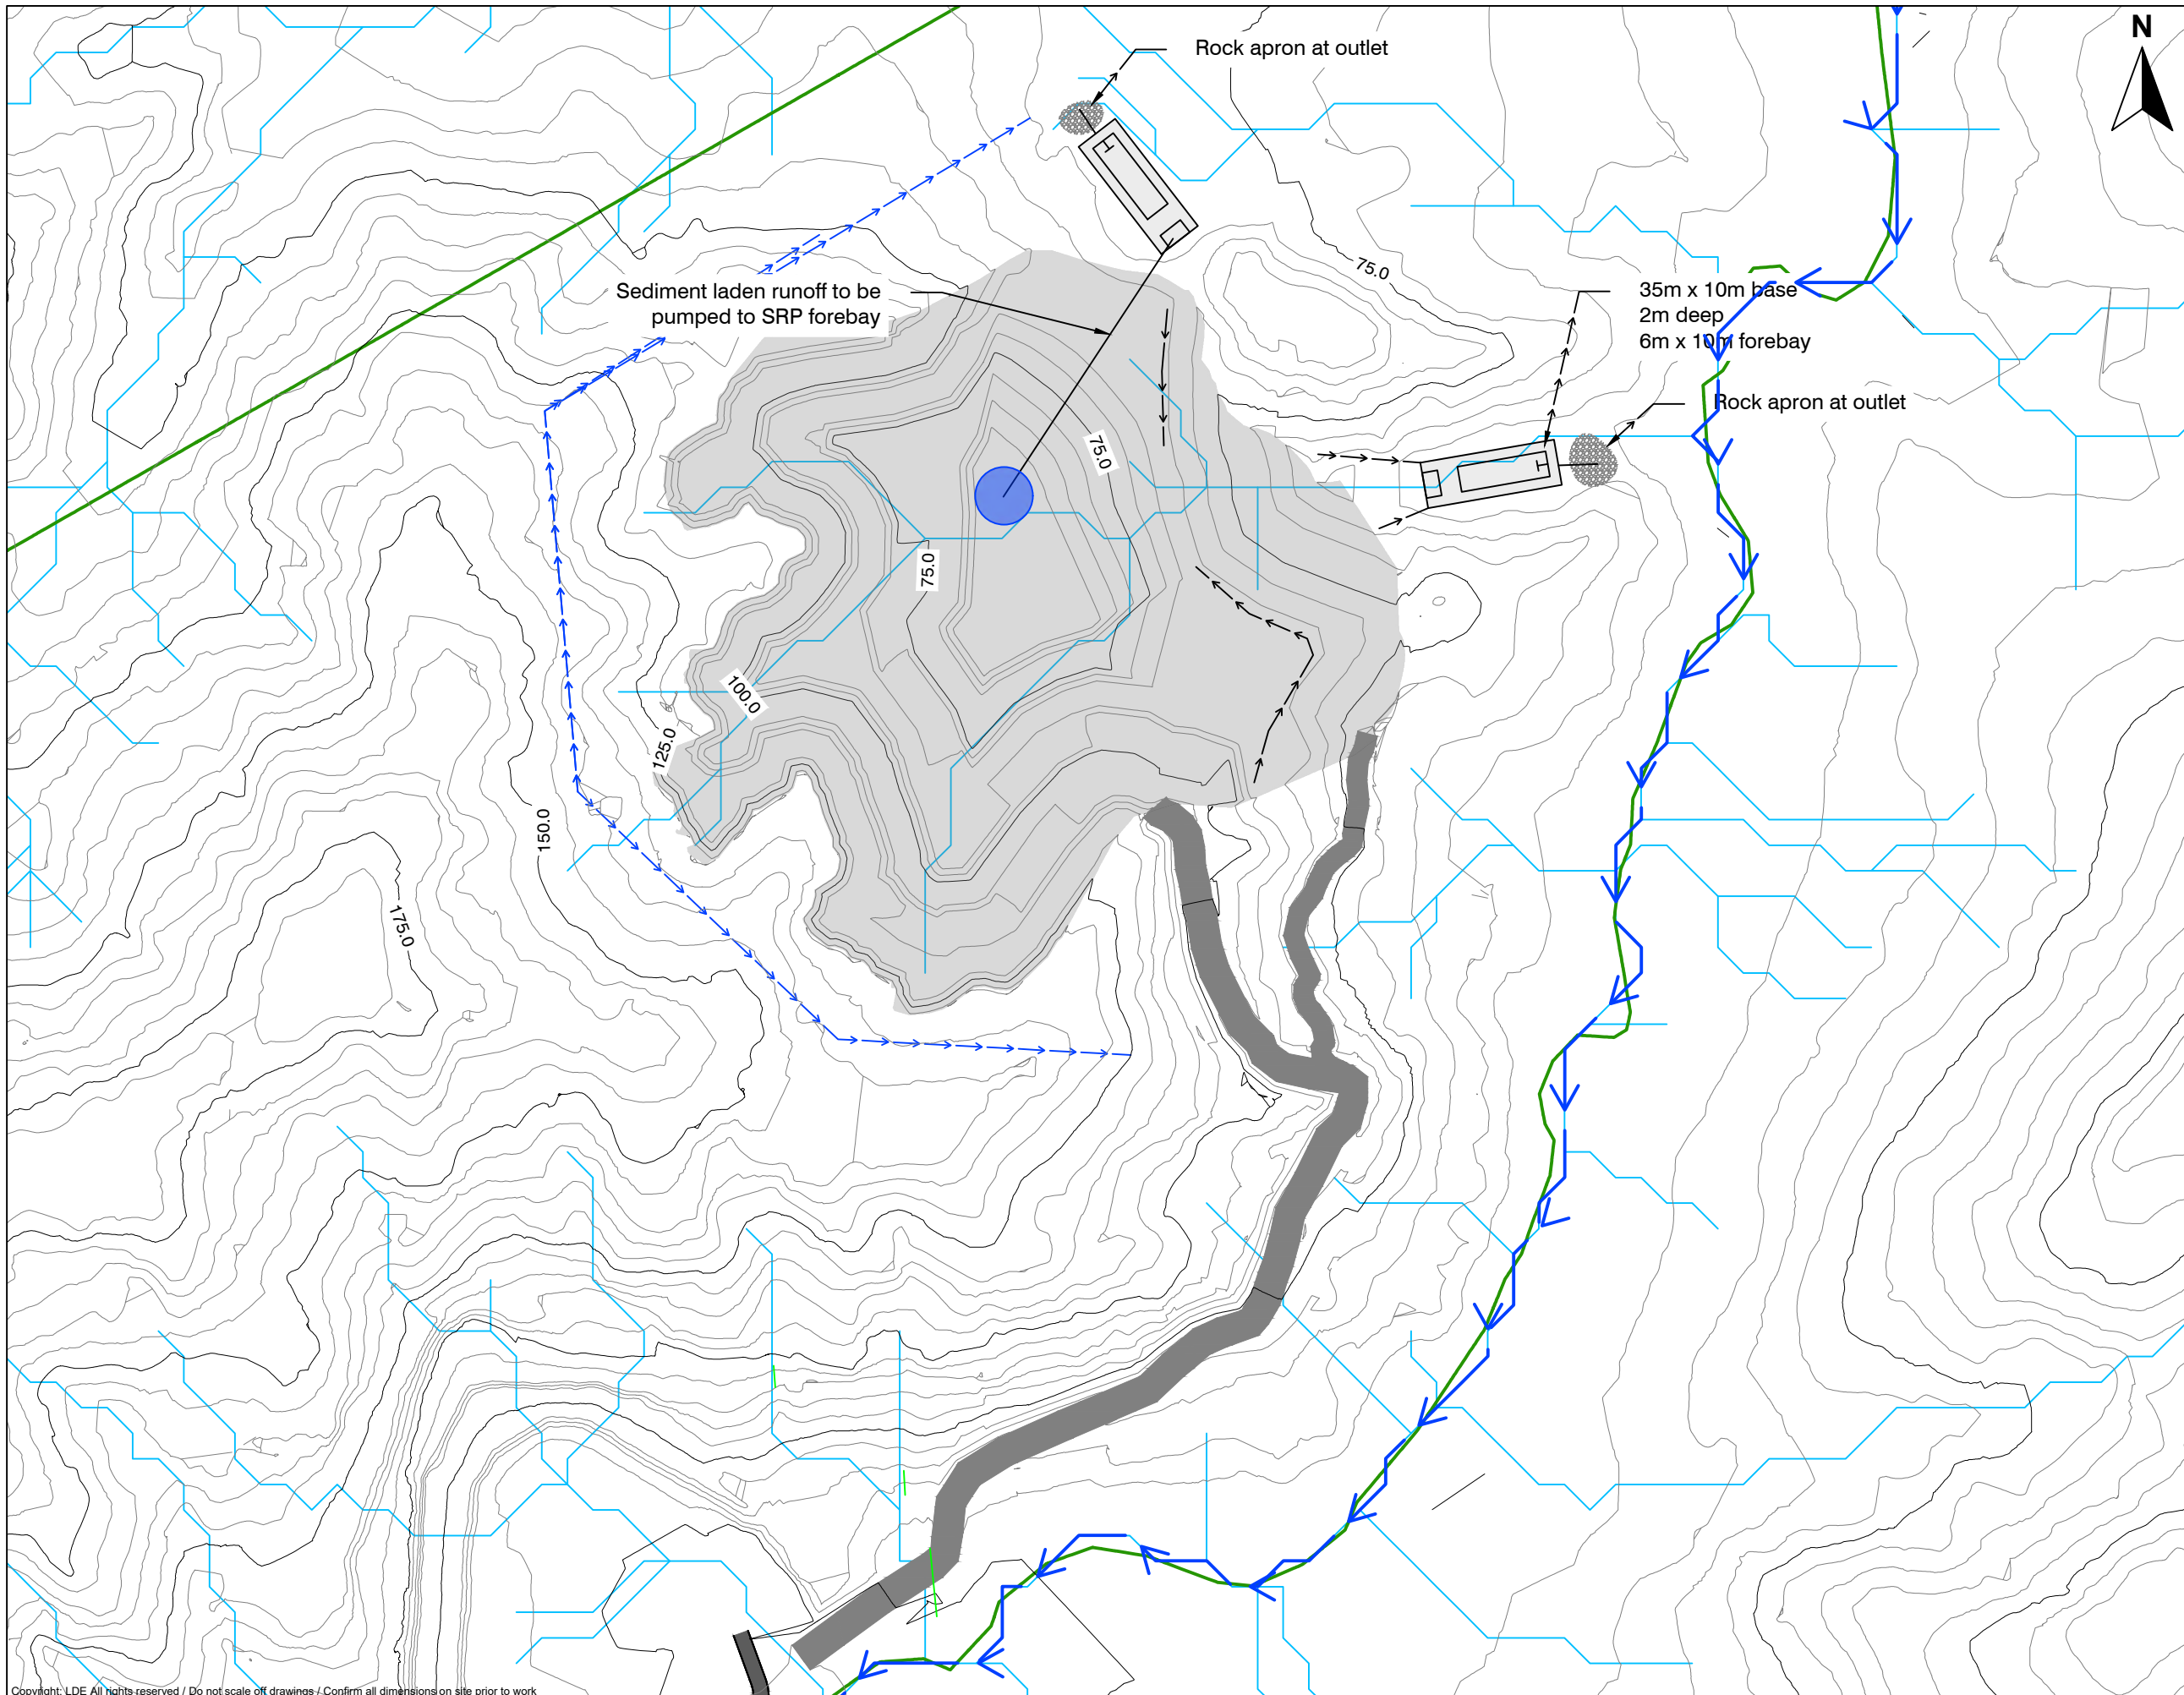 N
Rock apron at outlet
75.0
Sediment laden runoff to be
pumped to SRP forebay
35m x 10m base
2m deep
6m x 10m forebay
Rock apron at outlet
75.0
75.0
100.0
125.0
150.0
175.0
Copyright: LDE All rights reserved / Do not scale off drawings / Confirm all dimensions on site prior to work